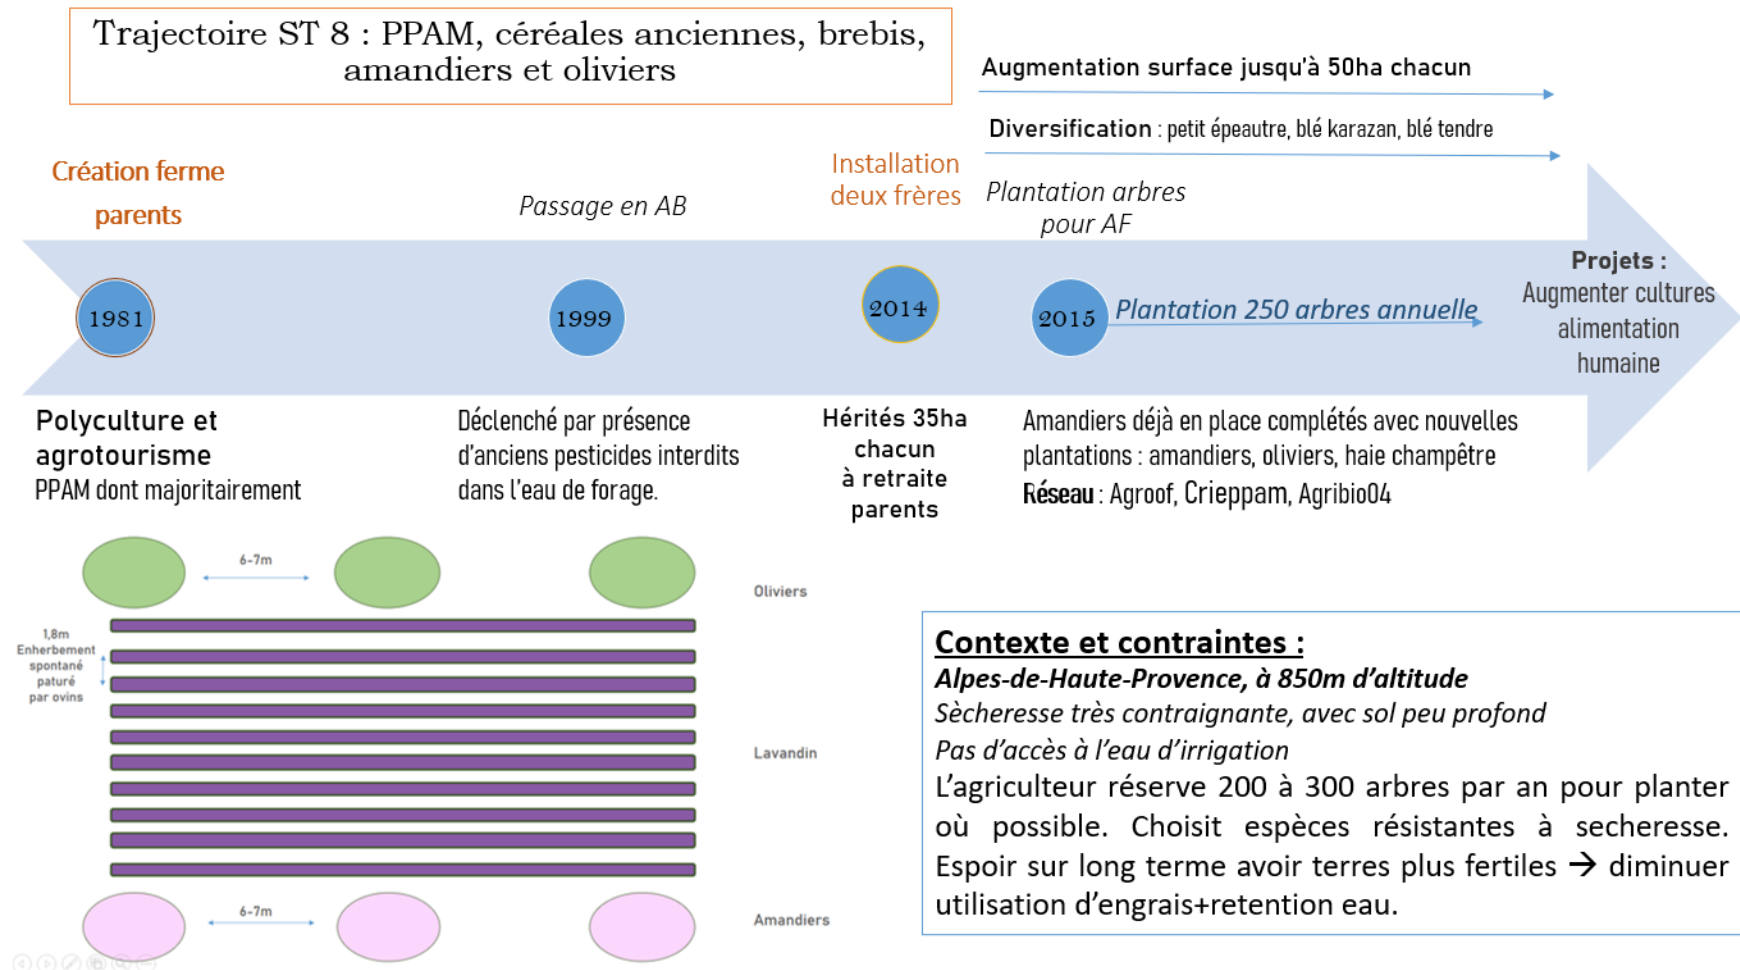 Trajectoire ST 8 : PPAM, céréales anciennes, brebis,
amandiers et oliviers
Augmentation surface jusqu'à 50ha chacun
Diversification : petit épeautre, blé karazan, blé tendre
Création ferme
parents
Passage en AB
Installation
deux frères
Plantation arbres
pour AF
1981
1999
2014
2015
Plantation 250 arbres annuelle
Projets :
Augmenter cultures
alimentation
humaine
Polyculture et
agrotourisme
PPAM dont majoritairement
Déclenché par présence
d'anciens pesticides interdits
dans l'eau de forage.
Hérités 35ha
chacun
à retraite
parents
Amandiers déjà en place complétés avec nouvelles
plantations : amandiers, oliviers, haie champêtre
Réseau : Agroof, Crieppam, Agribio04
6-7m
Oliviers
1,8m
Enherbement
spontané
paturé
par ovins
Lavandin
6-7m
Amandiers
Contexte et contraintes :
Alpes-de-Haute-Provence, à 850m d'altitude
Sècheresse très contraignante, avec sol peu profond
Pas d'accès à l'eau d'irrigation
L'agriculteur réserve 200 à 300 arbres par an pour planter
où possible. Choisit espèces résistantes à secheresse.
Espoir sur long terme avoir terres plus fertiles → diminuer
utilisation d'engrais+retention eau.